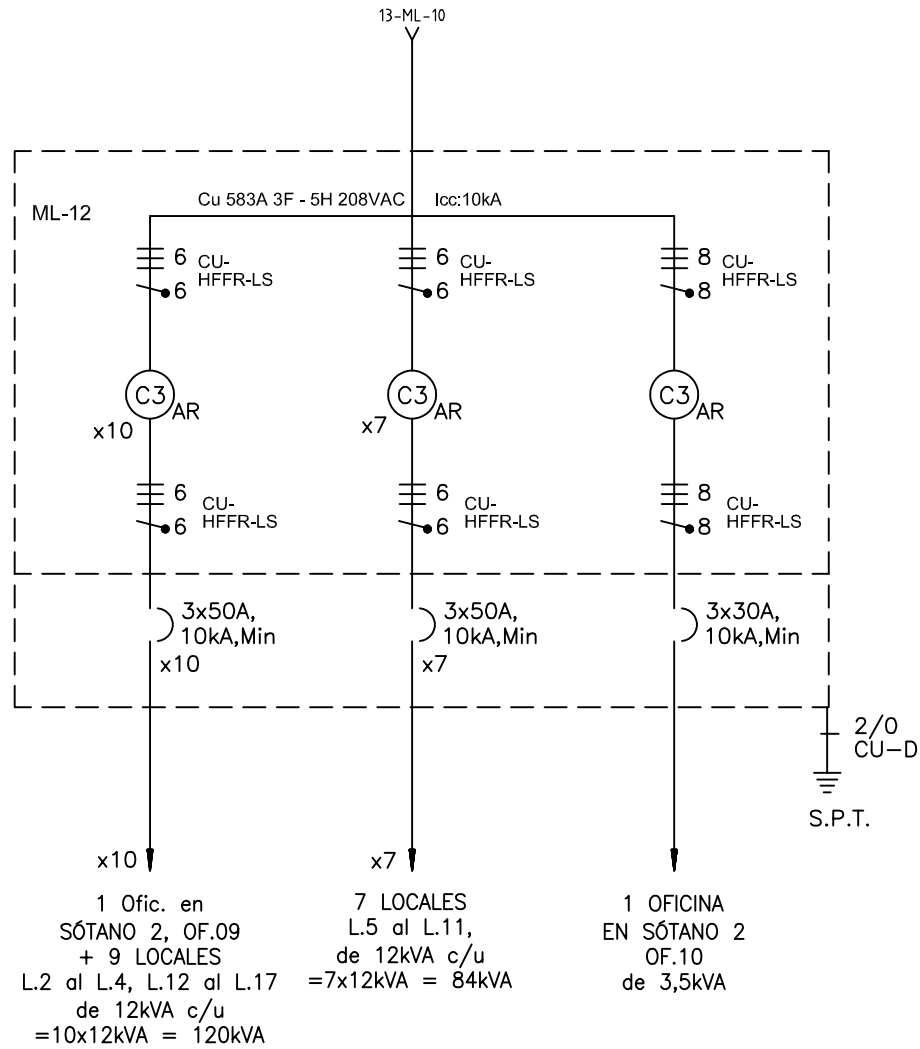 13-ML-10
ML-12
Cu 583A 3F - 5H 208VAC Icc:10kA
6 CU-
HFFR-LS
6
C3
AR
x10
6 CU-
HFFR-LS
6
3x50A,
10kA,Min
x10
x10
1 Ofic. en
SÓTANO 2, OF.09
+ 9 LOCALES
L.2 al L.4, L.12 al L.17
de 12kVA c/u
=10x12kVA = 120kVA
6 CU-
HFFR-LS
6
C3
AR
x7
6 CU-
HFFR-LS
6
3x50A,
10kA,Min
x7
x7
7 LOCALES
L.5 al L.11,
de 12kVA c/u
=7x12kVA = 84kVA
8 CU-
HFFR-LS
8
C3
AR
8 CU-
HFFR-LS
8
3x30A,
10kA,Min
1 OFICINA
EN SÓTANO 2
OF.10
de 3,5kVA
2/0
CU-D
S.P.T.